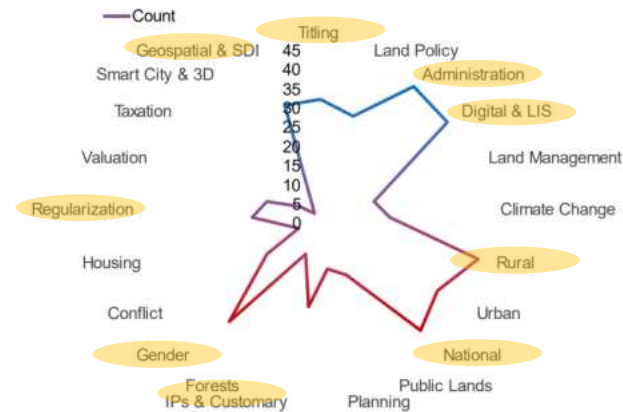 Count
Titling
Geospatial & SDI
45
Land Policy
40
Smart City & 3D
Administration
35
Taxation
30
Digital & LIS
25
20
Valuation
15
Land Management
10
Regularization
5
Climate Change
0
Housing
Rural
Conflict
Urban
Gender
National
Forests
Public Lands
IPs & Customary
Planning